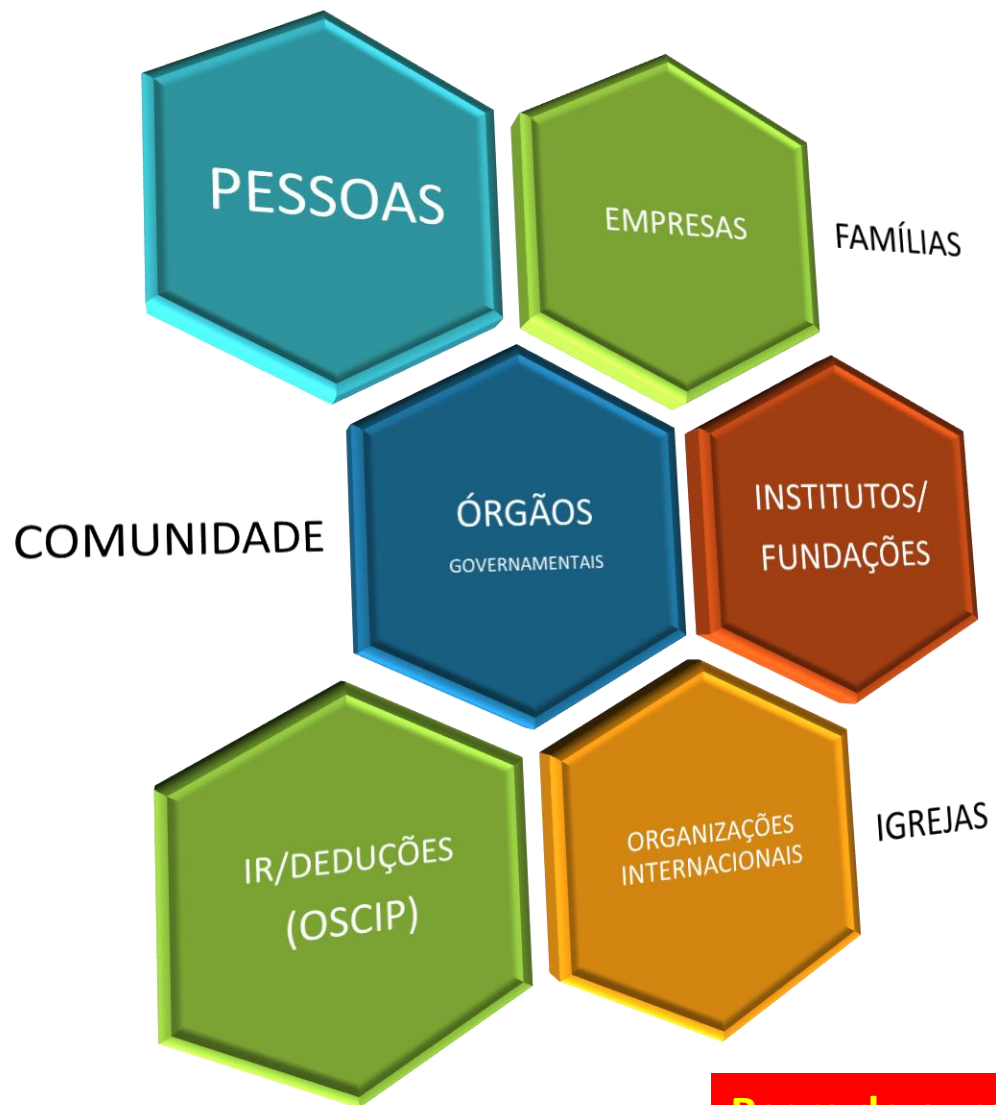 PESSOAS
EMPRESAS
FAMÍLIAS
COMUNIDADE
ÓRGÃOS
GOVERNAMENTAIS
INSTITUTOS/
FUNDAÇÕES
IR/DEDUÇÕES
(OSCIP)
ORGANIZAÇÕES
INTERNACIONAIS
IGREJAS